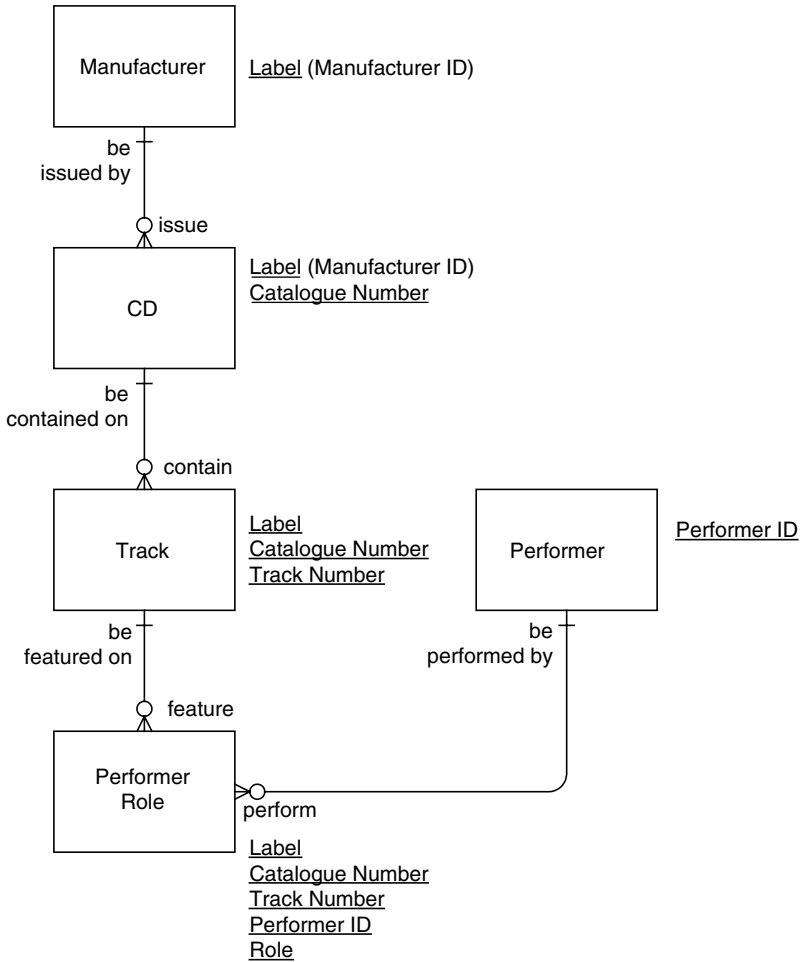 Manufacturer
Label (Manufacturer ID)
be
issued by
issue
CD
Label (Manufacturer ID)
Catalogue Number
be
contained on
contain
Track
Label
Catalogue Number
Track Number
Performer
Performer ID
be
featured on
feature
be
performed by
Performer
Role
perform
Label
Catalogue Number
Track Number
Performer ID
Role